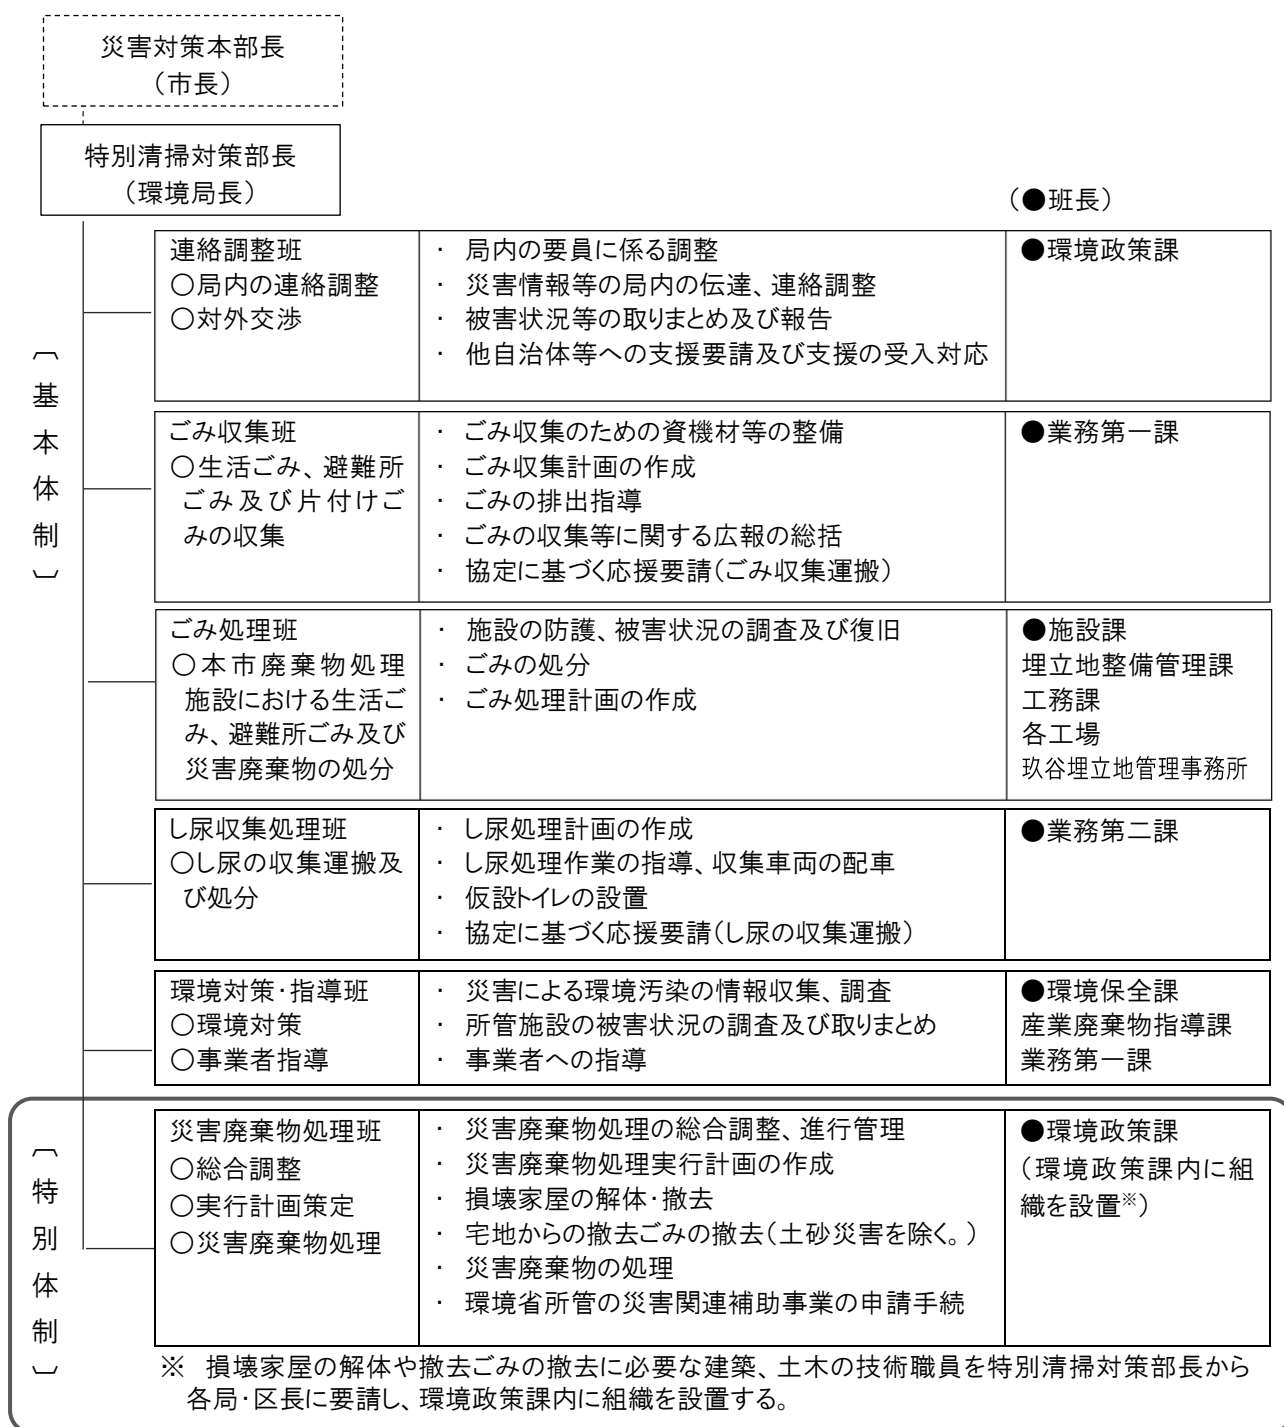 災害対策本部長
（市長）
特別清掃対策部長
（環境局長）
（●班長）
〔基本体制〕
連絡調整班
〇局内の連絡調整
〇対外交渉
・ 局内の要員に係る調整
・ 災害情報等の局内の伝達、連絡調整
・ 被害状況等の取りまとめ及び報告
・ 他自治体等への支援要請及び支援の受入対応
●環境政策課
ごみ収集班
〇生活ごみ、避難所
ごみ及び片付けご
みの収集
・ ごみ収集のための資機材等の整備
・ ごみ収集計画の作成
・ ごみの排出指導
・ ごみの収集等に関する広報の総括
・ 協定に基づく応援要請（ごみ収集運搬）
●業務第一課
ごみ処理班
〇本市廃棄物処理
施設における生活ご
み、避難所ごみ及び
災害廃棄物の処分
・ 施設の防護、被害状況の調査及び復旧
・ ごみの処分
・ ごみ処理計画の作成
●施設課
埋立地整備管理課
工務課
各工場
玖谷埋立地管理事務所
し尿収集処理班
〇し尿の収集運搬及
び処分
・ し尿処理計画の作成
・ し尿処理作業の指導、収集車両の配車
・ 仮設トイレの設置
・ 協定に基づく応援要請（し尿の収集運搬）
●業務第二課
環境対策・指導班
〇環境対策
〇事業者指導
・ 災害による環境汚染の情報収集、調査
・ 所管施設の被害状況の調査及び取りまとめ
・ 事業者への指導
●環境保全課
産業廃棄物指導課
業務第一課
〔特別体制〕
災害廃棄物処理班
〇総合調整
〇実行計画策定
〇災害廃棄物処理
・ 災害廃棄物処理の総合調整、進行管理
・ 災害廃棄物処理実行計画の作成
・ 損壊家屋の解体・撤去
・ 宅地からの撤去ごみの撤去（土砂災害を除く。）
・ 災害廃棄物の処理
・ 環境省所管の災害関連補助事業の申請手続
●環境政策課
（環境政策課内に組
織を設置※）
※ 損壊家屋の解体や撤去ごみの撤去に必要な建築、土木の技術職員を特別清掃対策部長から
各局・区長に要請し、環境政策課内に組織を設置する。